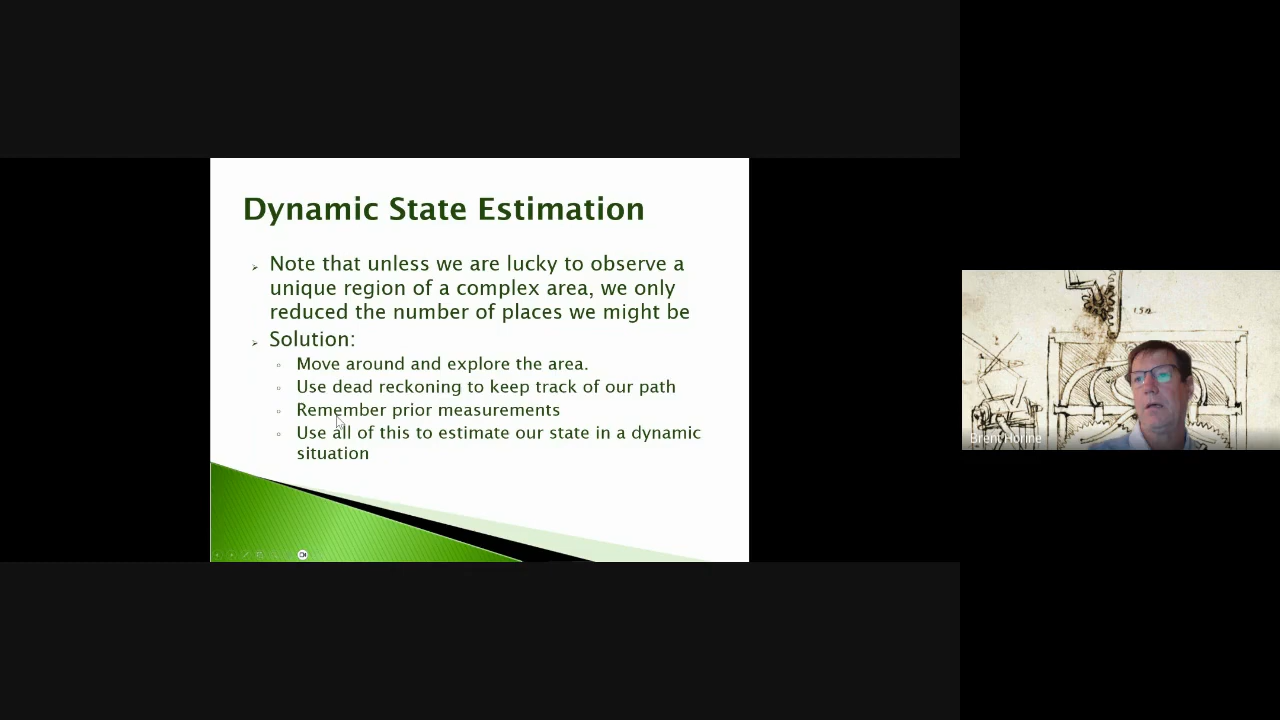 Dynamic State Estimation
Note that unless we are lucky to observe a
unique region of a complex area, we only
reduced the number of places we might be
Solution:
Move around and explore the area.
Use dead reckoning to keep track of our path
Remember prior measurements
Use all of this to estimate our state in a dynamic
situation
Brent Horine